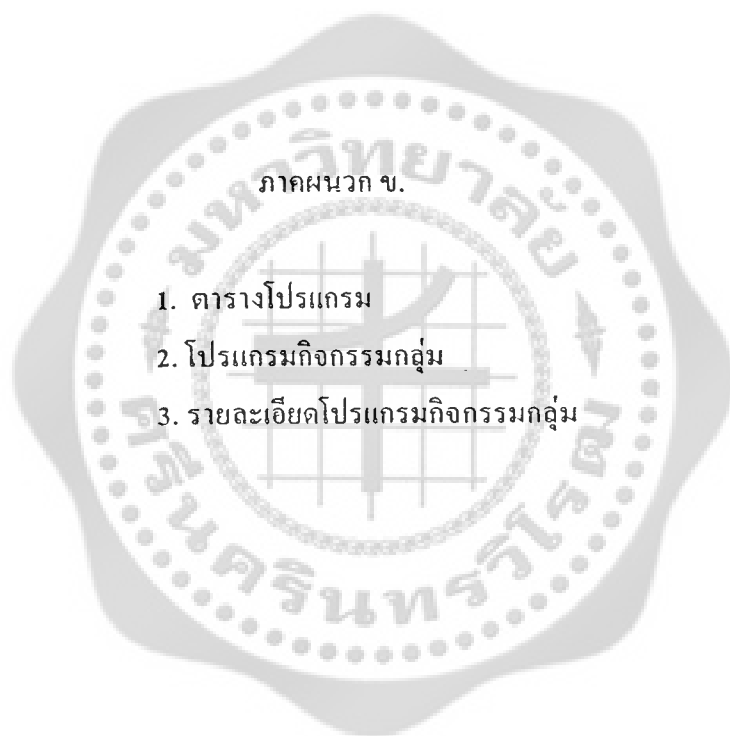 ภาคผนวก ข.
1. ตารางโปรแกรม
2. โปรแกรมกิจกรรมกลุ่ม
3. รายละเอียดโปรแกรมกิจกรรมกลุ่ม
มหาวิทยาลัย
ศรีนครินทรวิโรฒ